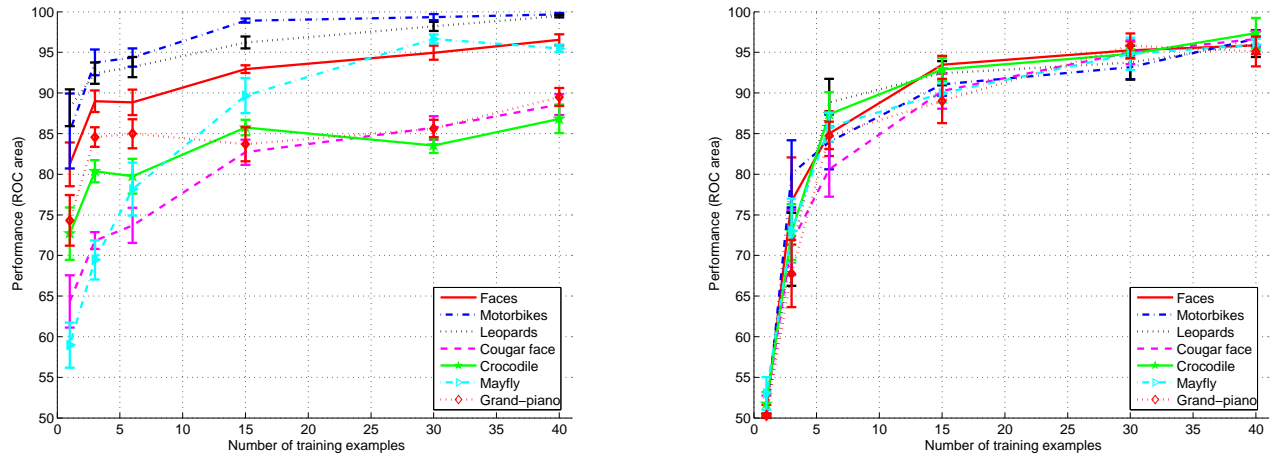 100
95
90
85
80
75
70
65
60
55
50
Performance (ROC area)
0 5 10 15 20 25 30 35 40
Number of training examples
Faces
Motorbikes
Leopards
Cougar face
Crocodile
Mayfly
Grand−piano
100
95
90
85
80
75
70
65
60
55
50
Performance (ROC area)
0 5 10 15 20 25 30 35 40
Number of training examples
Faces
Motorbikes
Leopards
Cougar face
Crocodile
Mayfly
Grand−piano